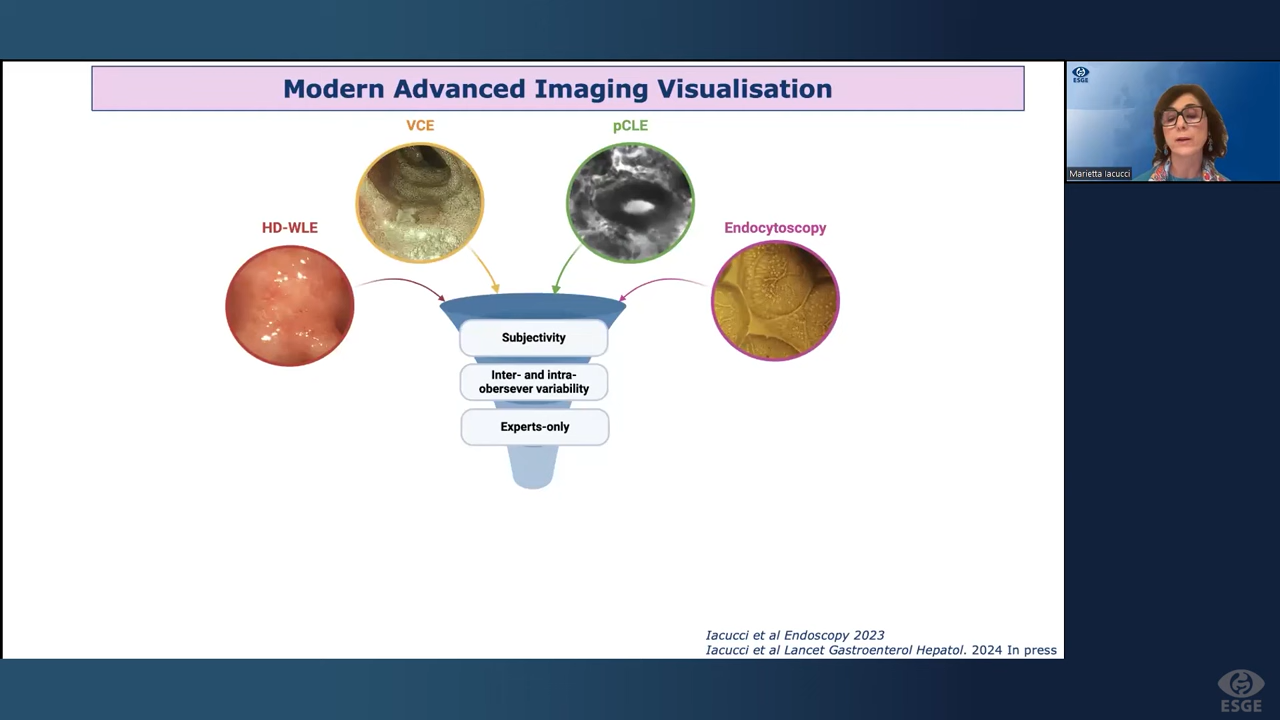 Modern Advanced Imaging Visualisation
VCE
pCLE
HD-WLE
Endocytoscopy
Subjectivity
Inter- and intra-
obersever variability
Experts-only
Iacucci et al Endoscopy 2023
Iacucci et al Lancet Gastroenterol Hepatol. 2024 In press
ESGE
Marietta Iacucci
ESGE